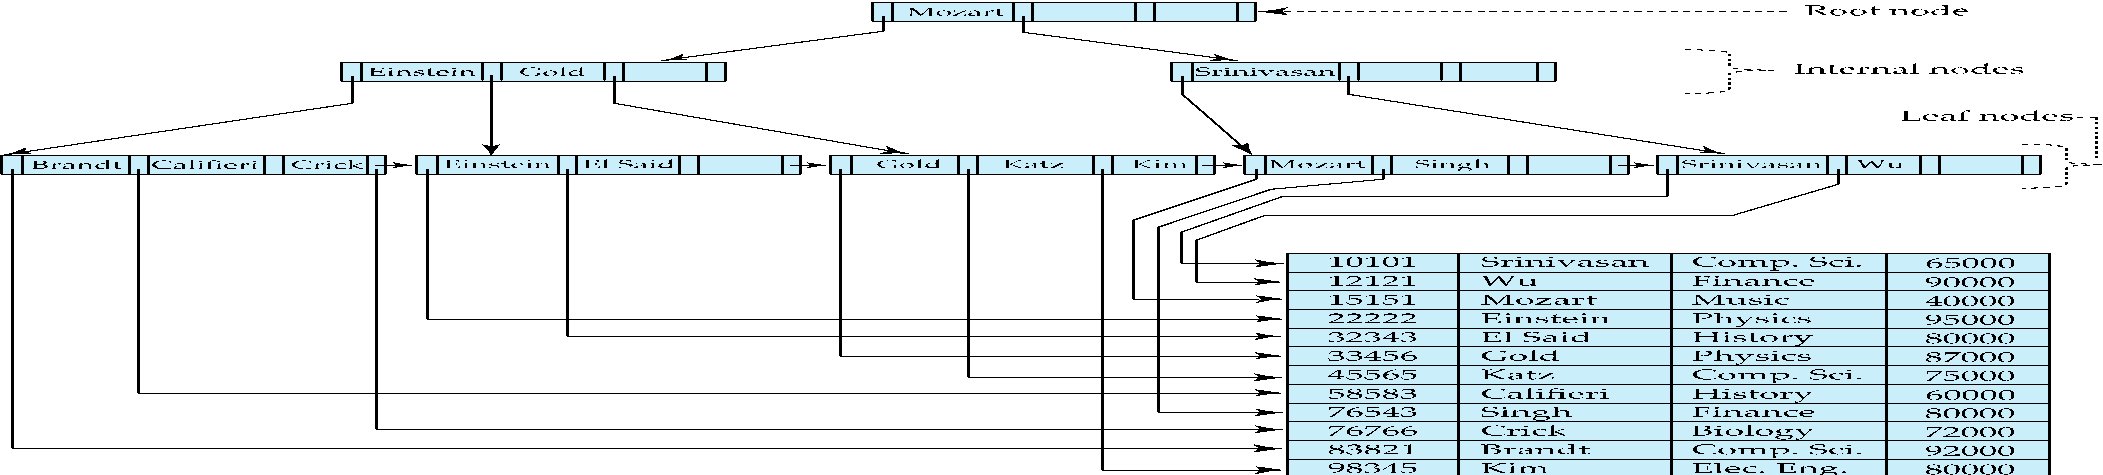 Mozart
Root node
Einstein Gold
Srinivasan
Internal nodes
Leaf nodes
Brandt Califieri Crick
Einstein El Said
Gold Katz Kim
Mozart Singh
Srinivasan Wu
10101 Srinivasan Comp. Sci. 65000
12121 Wu Finance 90000
15151 Mozart Music 40000
22222 Einstein Physics 95000
32343 El Said History 80000
33456 Gold Physics 87000
45565 Katz Comp. Sci. 75000
58583 Califieri History 60000
76543 Singh Finance 80000
76766 Crick Biology 72000
83821 Brandt Comp. Sci. 92000
98345 Kim Elec. Eng. 80000